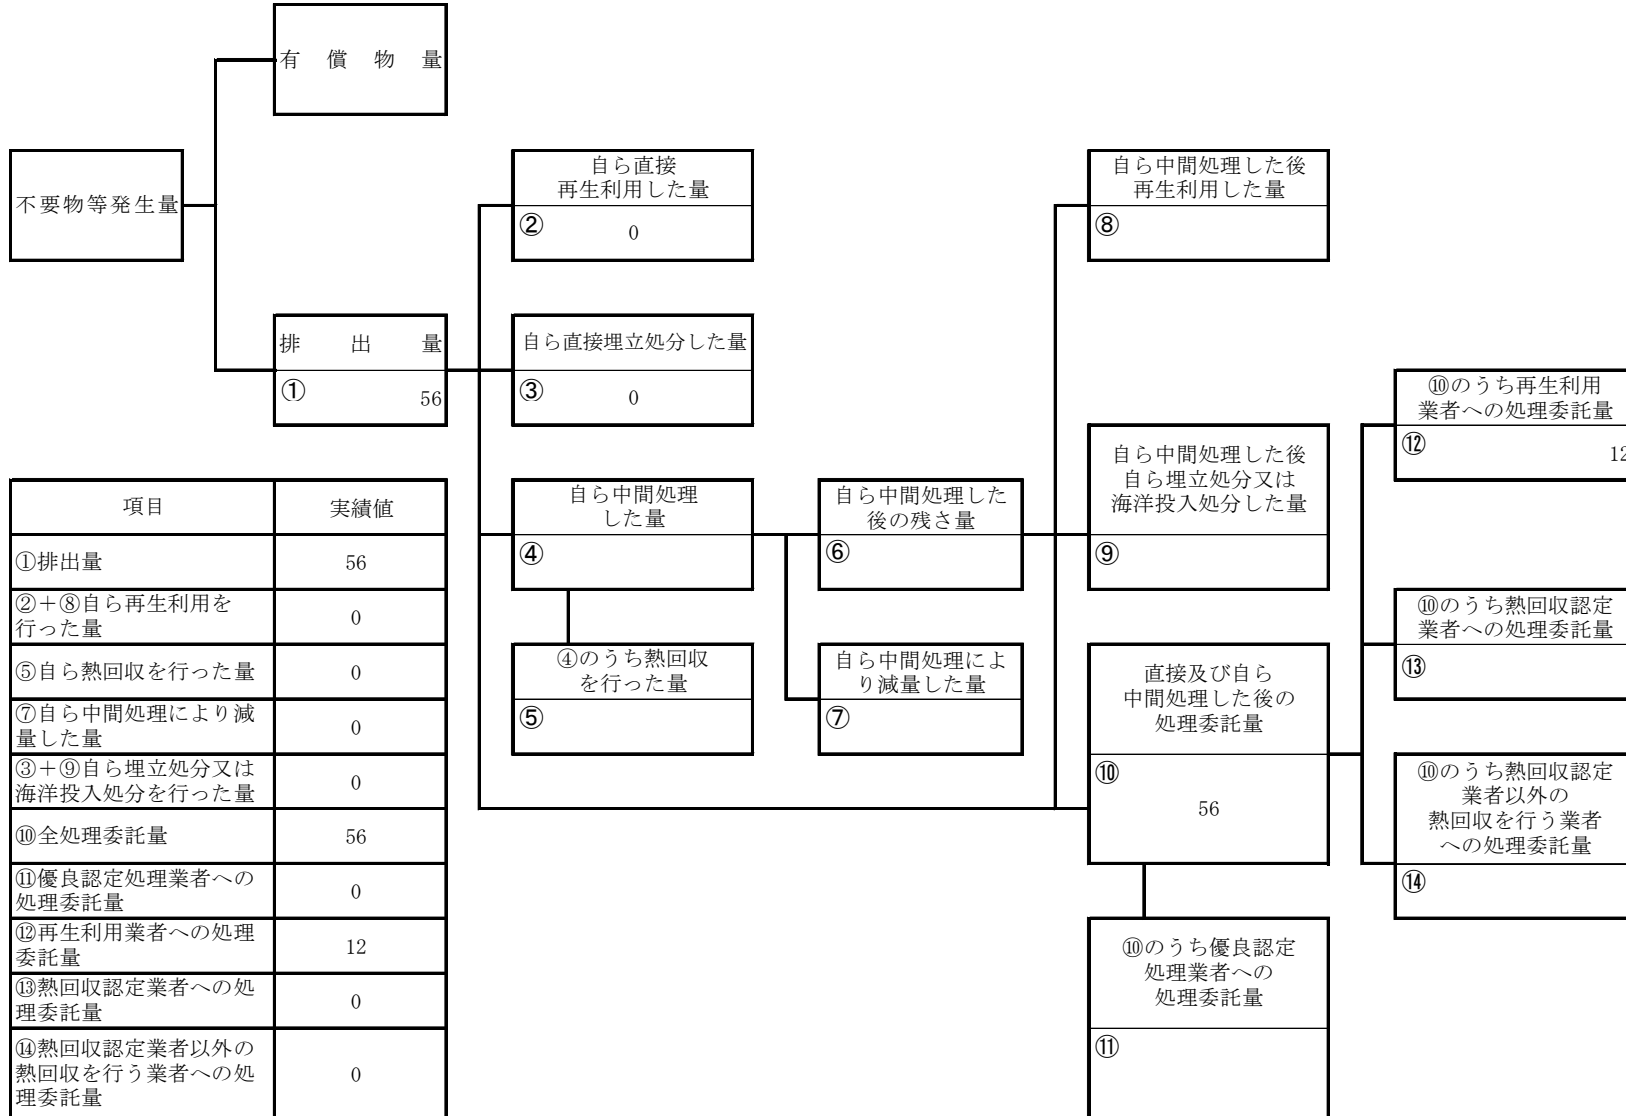 有償物量
不要物等発生量
排出量
① 56
自ら直接
再生利用した量
② 0
自ら直接埋立処分した量
③ 0
自ら中間処理
した量
④
④のうち熱回収
を行った量
⑤
自ら中間処理した
後の残さ量
⑥
自ら中間処理によ
り減量した量
⑦
自ら中間処理した後
再生利用した量
⑧
自ら中間処理した後
自ら埋立処分又は
海洋投入処分した量
⑨
直接及び自ら
中間処理した後の
処理委託量
⑩
56
⑩のうち優良認定
処理業者への
処理委託量
⑪
⑩のうち再生利用
業者への処理委託量
⑫ 12
⑩のうち熱回収認定
業者への処理委託量
⑬
⑩のうち熱回収認定
業者以外の
熱回収を行う業者
への処理委託量
⑭
項目 実績値
①排出量 56
②+⑧自ら再生利用を
行った量 0
⑤自ら熱回収を行った量 0
⑦自ら中間処理により減
量した量 0
③+⑨自ら埋立処分又は
海洋投入処分を行った量 0
⑩全処理委託量 56
⑪優良認定処理業者への
処理委託量 0
⑫再生利用業者への処理
委託量 12
⑬熱回収認定業者への処
理委託量 0
⑭熱回収認定業者以外の
熱回収を行う業者への処
理委託量 0